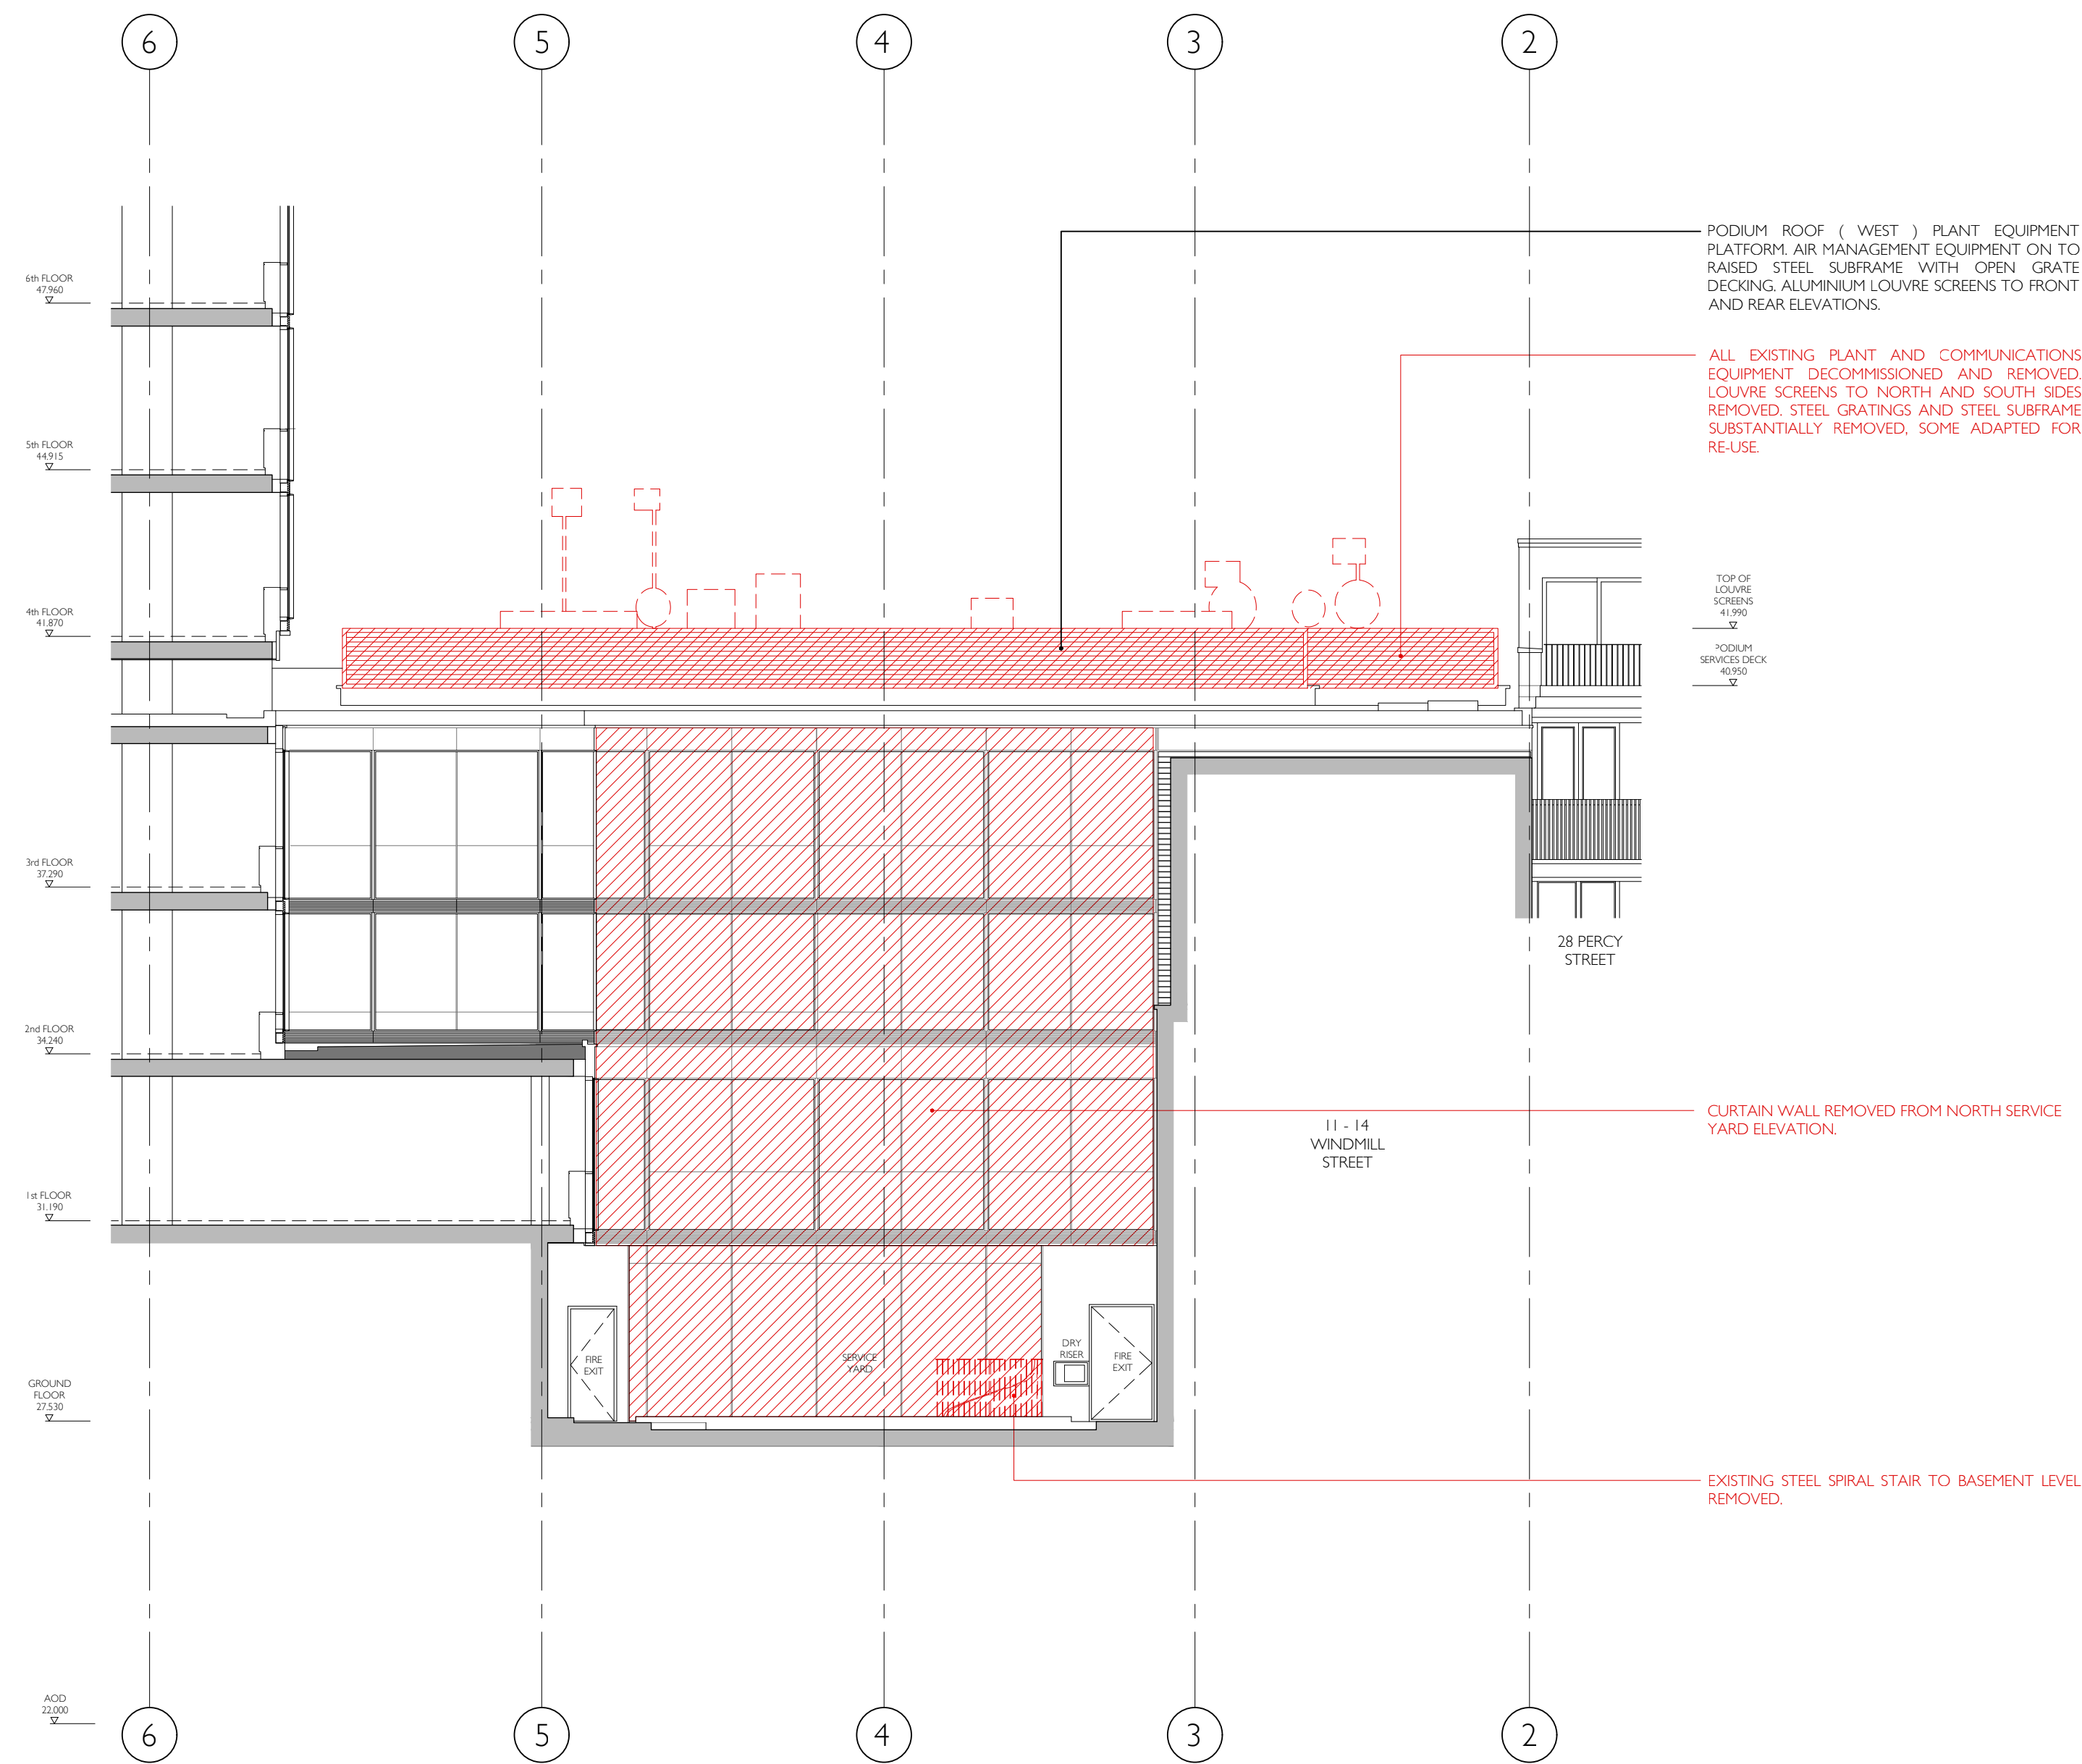 6 5 4 3 2
PODIUM ROOF ( WEST ) PLANT EQUIPMENT
PLATFORM. AIR MANAGEMENT EQUIPMENT ON TO
RAISED STEEL SUBFRAME WITH OPEN GRATE
DECKING. ALUMINIUM LOUVRE SCREENS TO FRONT
AND REAR ELEVATIONS.
6th FLOOR
47.960
ALL EXISTING PLANT AND COMMUNICATIONS
EQUIPMENT DECOMMISSIONED AND REMOVED.
LOUVRE SCREENS TO NORTH AND SOUTH SIDES
REMOVED. STEEL GRATINGS AND STEEL SUBFRAME
SUBSTANTIALLY REMOVED, SOME ADAPTED FOR
RE-USE.
5th FLOOR
44.915
TOP OF
LOUVRE
SCREENS
41.990
4th FLOOR
41.870
PODIUM
SERVICES DECK
40.950
3rd FLOOR
37.290
28 PERCY
STREET
2nd FLOOR
34.240
CURTAIN WALL REMOVED FROM NORTH SERVICE
YARD ELEVATION.
11 - 14
WINDMILL
STREET
1st FLOOR
31.190
FIRE
EXIT
SERVICE
YARD
DRY
RISER
FIRE
EXIT
GROUND
FLOOR
27.530
EXISTING STEEL SPIRAL STAIR TO BASEMENT LEVEL
REMOVED.
AOD
22.000
6 5 4 3 2